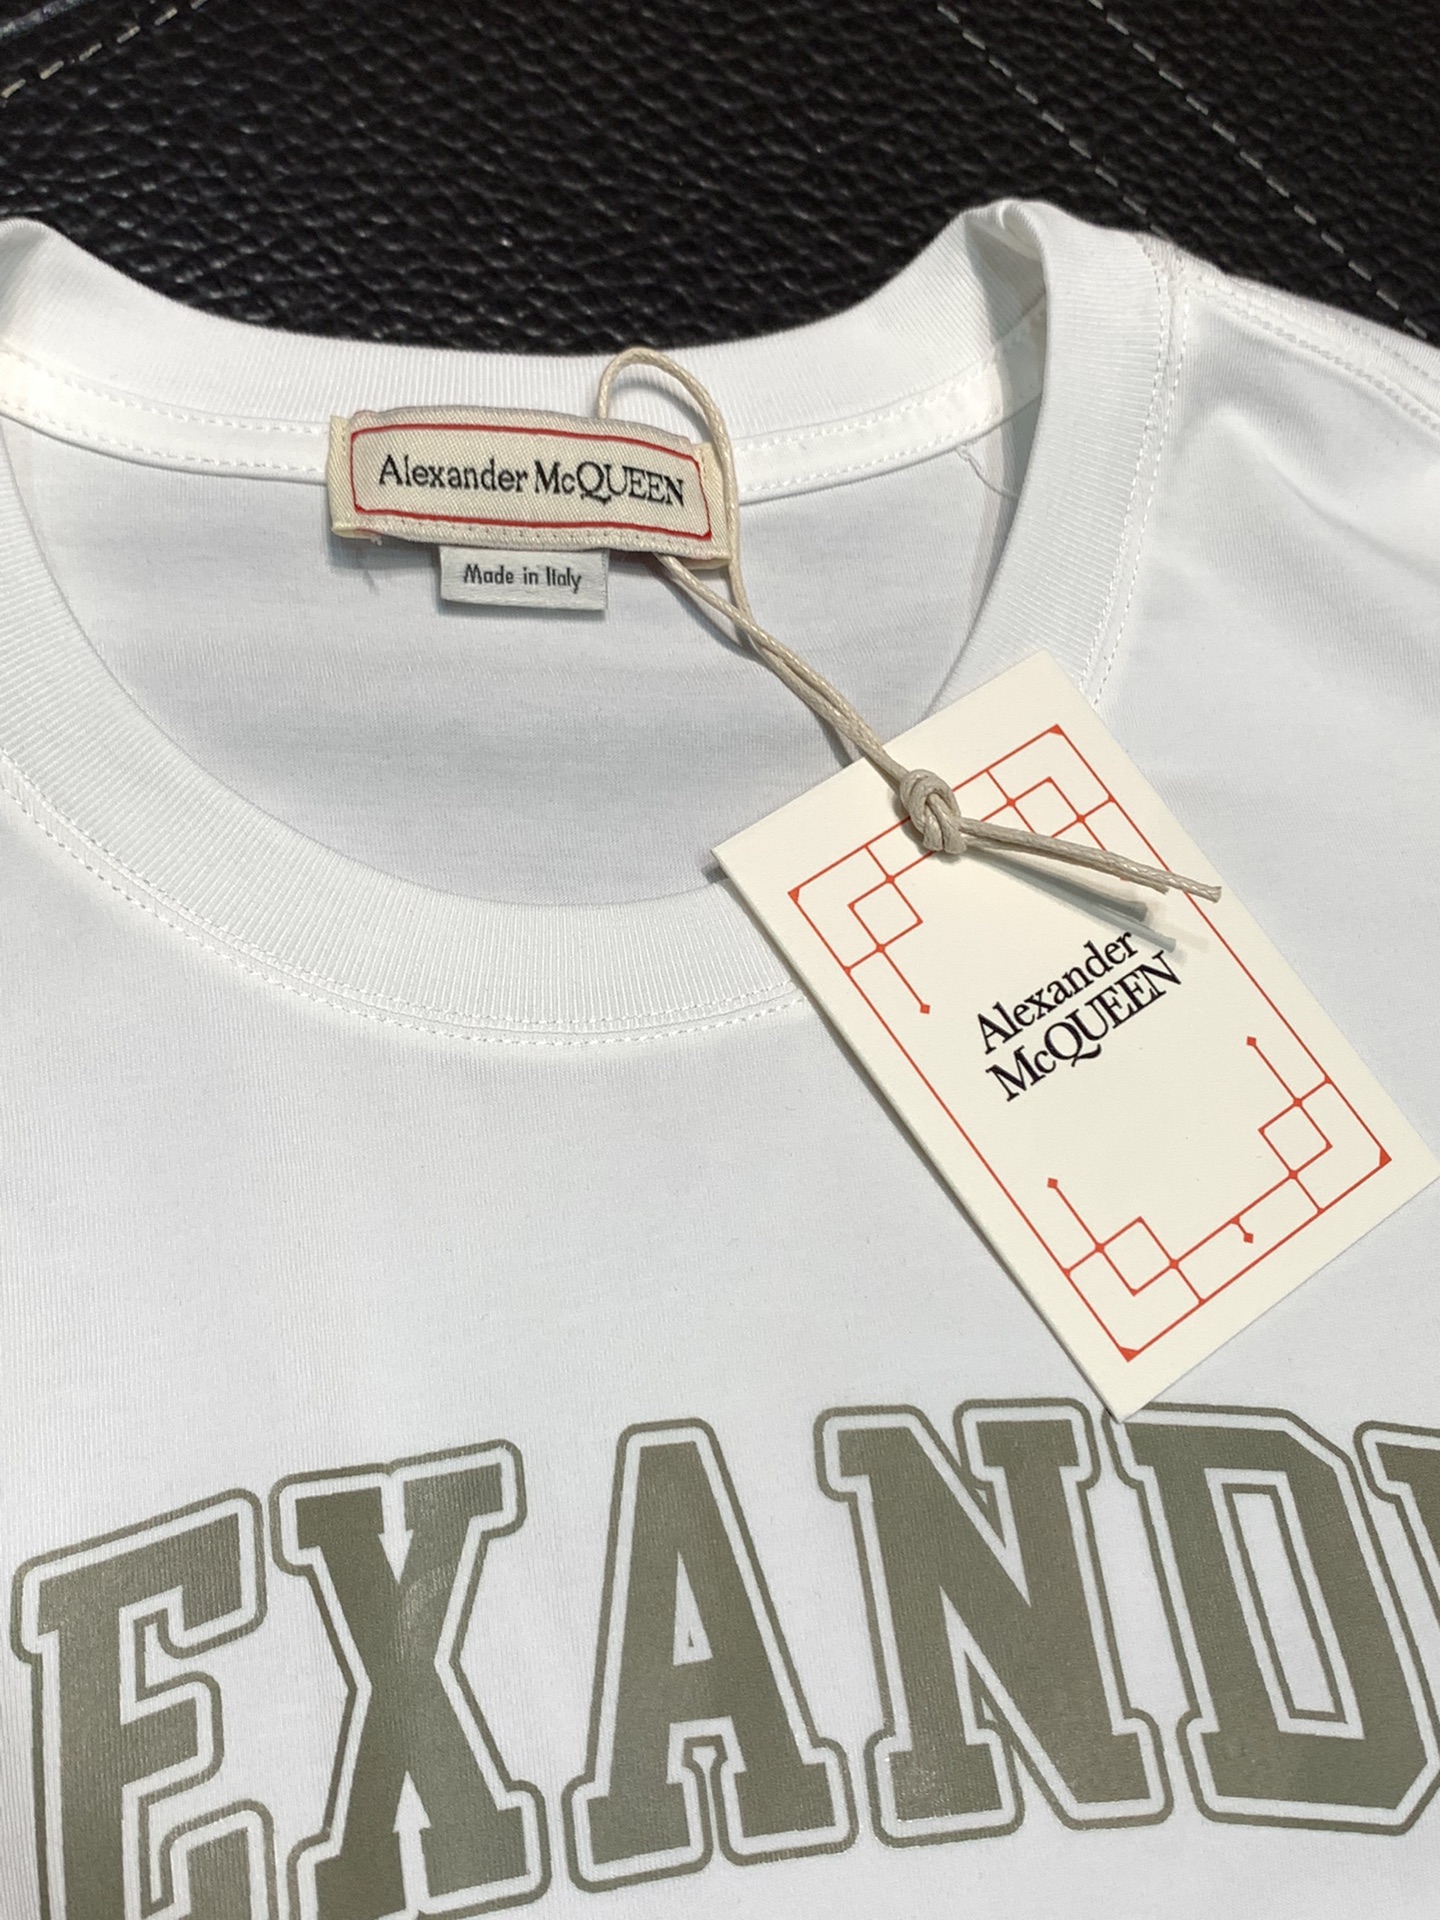 Alexander McQUEEN
Made in Italy
Alexander
McQUEEN
EXAND